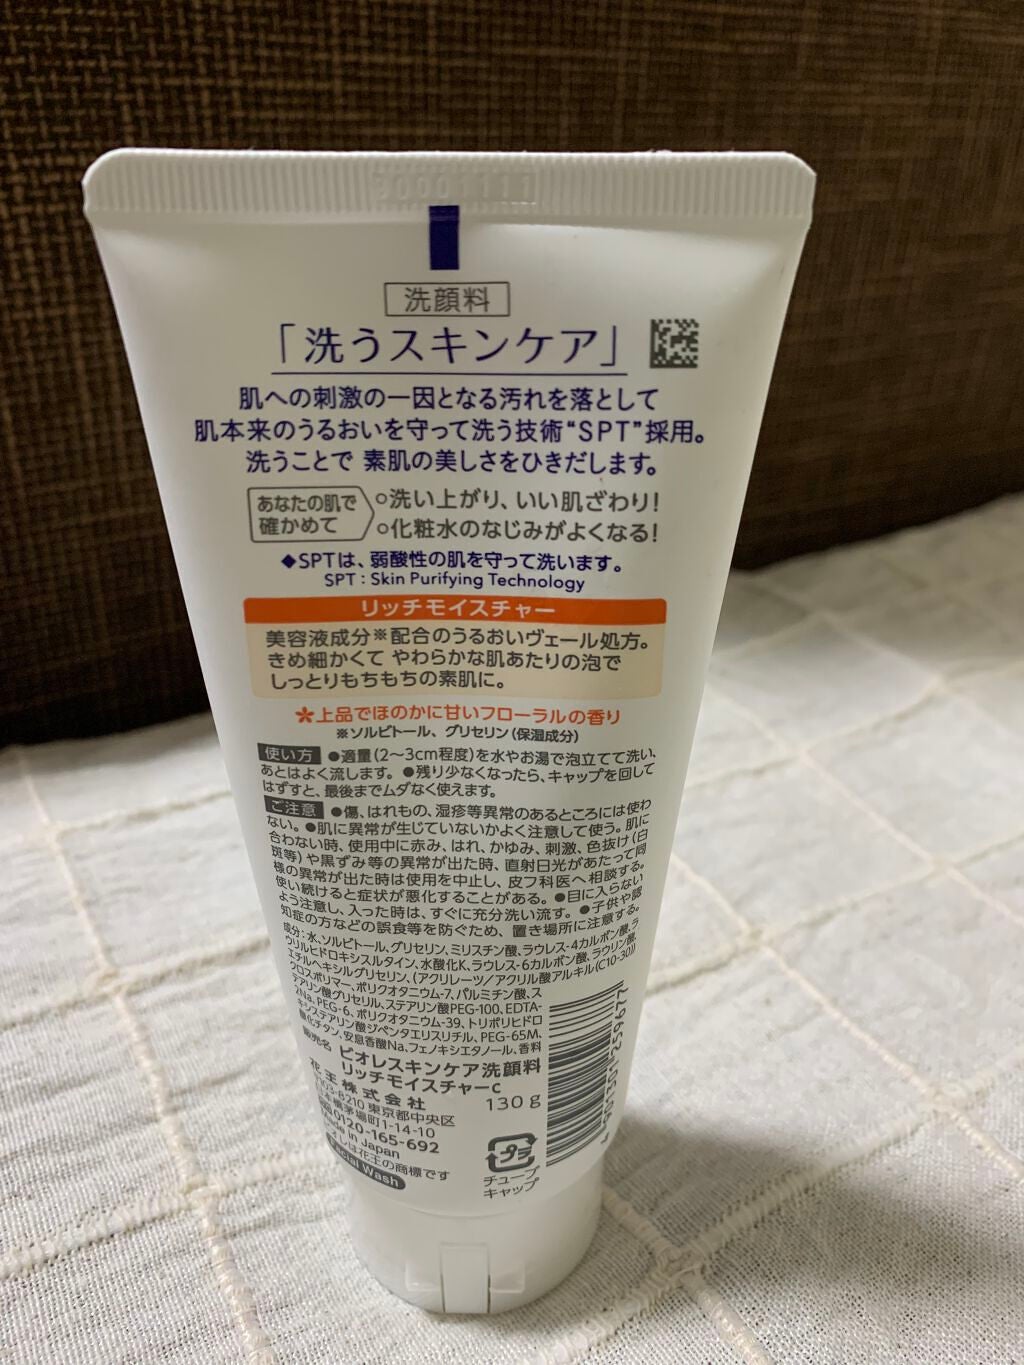 洗顔料
「洗うスキンケア」
肌への刺激の一因となる汚れを落として
肌本来のうるおいを守って洗う技術“SPT”採用。
洗うことで 素肌の美しさをひきだします。
あなたの肌で
確かめて
○洗い上がり、いい肌ざわり!
○化粧水のなじみがよくなる!
◆SPTは、弱酸性の肌を守って洗います。
SPT : Skin Purifying Technology
リッチモイスチャー
美容液成分※配合のうるおいヴェール処方。
きめ細かくて やわらかな肌あたりの泡で
しっとりもちもちの素肌に。
*上品でほのかに甘いフローラルの香り
※ソルビトール、グリセリン(保湿成分)
使い方 ●適量(2〜3cm程度)を水やお湯で泡立てて洗い、
あとはよく流します。●残り少なくなったら、キャップを回して
はずすと、最後までムダなく使えます。
ご注意 ●傷、はれもの、湿疹等異常のあるところには使わ
ない。●肌に異常が生じていないかよく注意して使う。肌に
合わない時、使用中に赤み、はれ、かゆみ、刺激、色抜け(白
斑等)や黒ずみ等の異常が出た時、直射日光があたって同
様の異常が出た時は使用を中止し、皮フ科医へ相談する。
使い続けると症状が悪化することがある。●目に入らない
よう注意し、入った時は、すぐに充分洗い流す。●子供や認
知症の方などの誤食等を防ぐため、置き場所に注意する。
成分:水、ソルビトール、グリセリン、ミリスチン酸、ラウレス-4カルボン酸、ラ
ウリルヒドロキシスルタイン、水酸化K、ラウレス-6カルボン酸、ラウリン酸、
エチルヘキシルグリセリン、(アクリレーツ/アクリル酸アルキル(C10-30))
クロスポリマー、ポリクオタニウム-7、パルミチン酸、ス
テアリン酸グリセリル、ステアリン酸PEG-100、EDTA-
2Na、PEG-6、ポリクオタニウム-39、トリポリヒドロ
キシステアリン酸ジペンタエリスリチル、PEG-65M、
酸化チタン、安息香酸Na、フェノキシエタノール、香料
販売名 ビオレスキンケア洗顔料
リッチモイスチャーc
花王株式会社
130g
103-8210 東京都中央区
日本橋茅場町1-14-10
0120-165-692
Made in Japan
は花王の商標です
Facial Wash
プラ
チューブ
キャップ